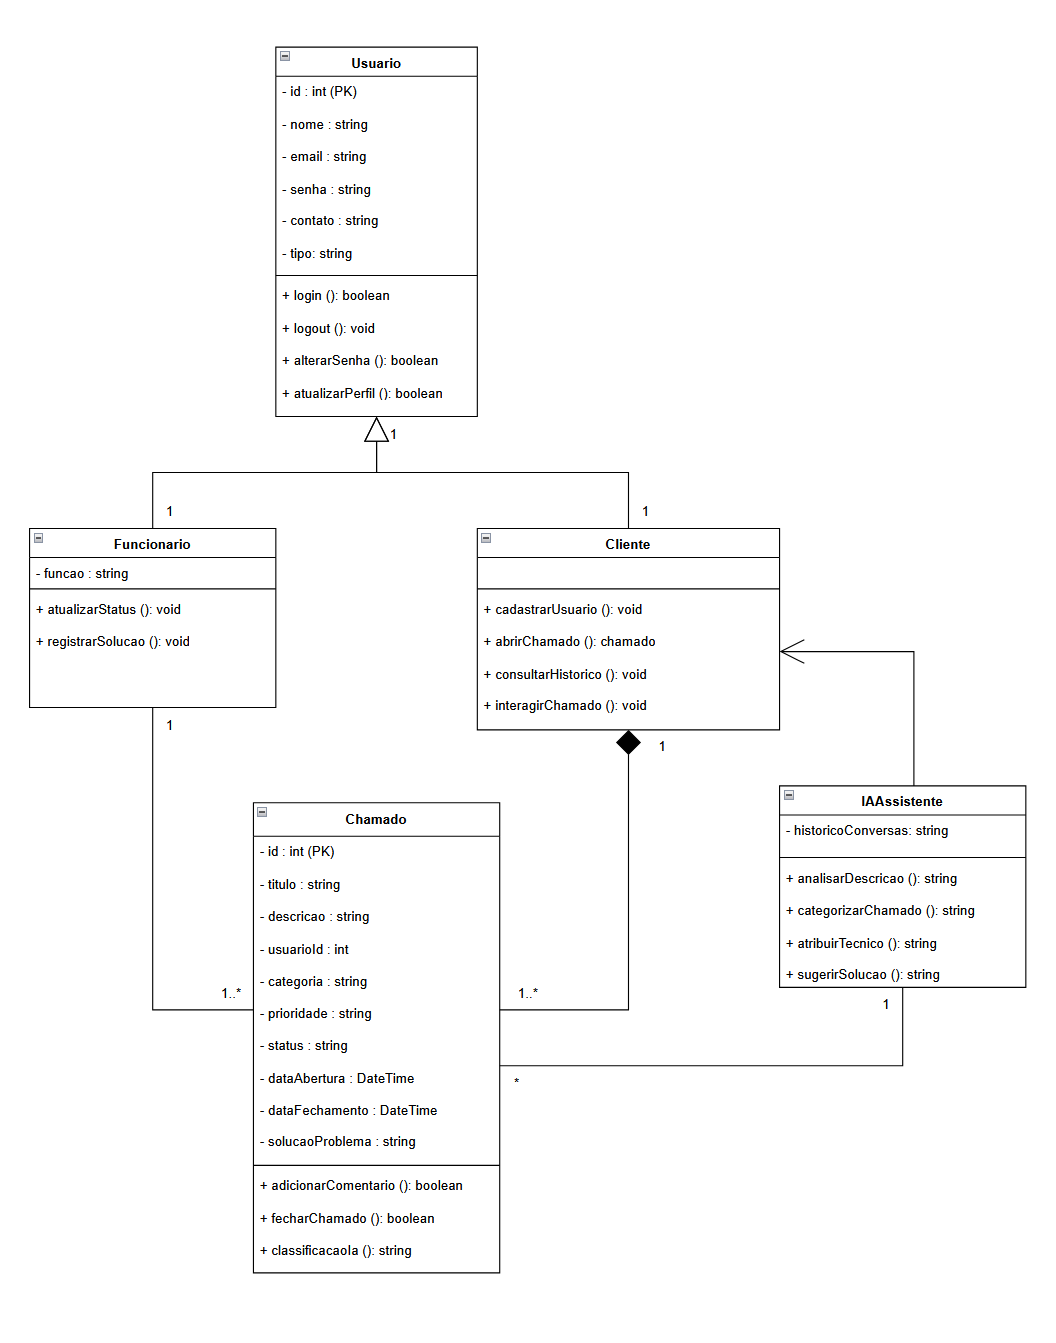 Usuario
- id : int (PK)
- nome : string
- email : string
- senha : string
- contato : string
- tipo: string
+ login (): boolean
+ logout (): void
+ alterarSenha (): boolean
+ atualizarPerfil (): boolean
1
1
1
Funcionario
- funcao : string
+ atualizarStatus (): void
+ registrarSolucao (): void
1
Cliente
+ cadastrarUsuario (): void
+ abrirChamado (): chamado
+ consultarHistorico (): void
+ interagirChamado (): void
1
IAAssistente
- historicoConversas: string
+ analisarDescricao (): string
+ categorizarChamado (): string
+ atribuirTecnico (): string
+ sugerirSolucao (): string
1
Chamado
- id : int (PK)
- titulo : string
- descricao : string
- usuarioId : int
- categoria : string
- prioridade : string
- status : string
- dataAbertura : DateTime
- dataFechamento : DateTime
- solucaoProblema : string
+ adicionarComentario (): boolean
+ fecharChamado (): boolean
+ classificacaoIa (): string
1..*
1..*
*